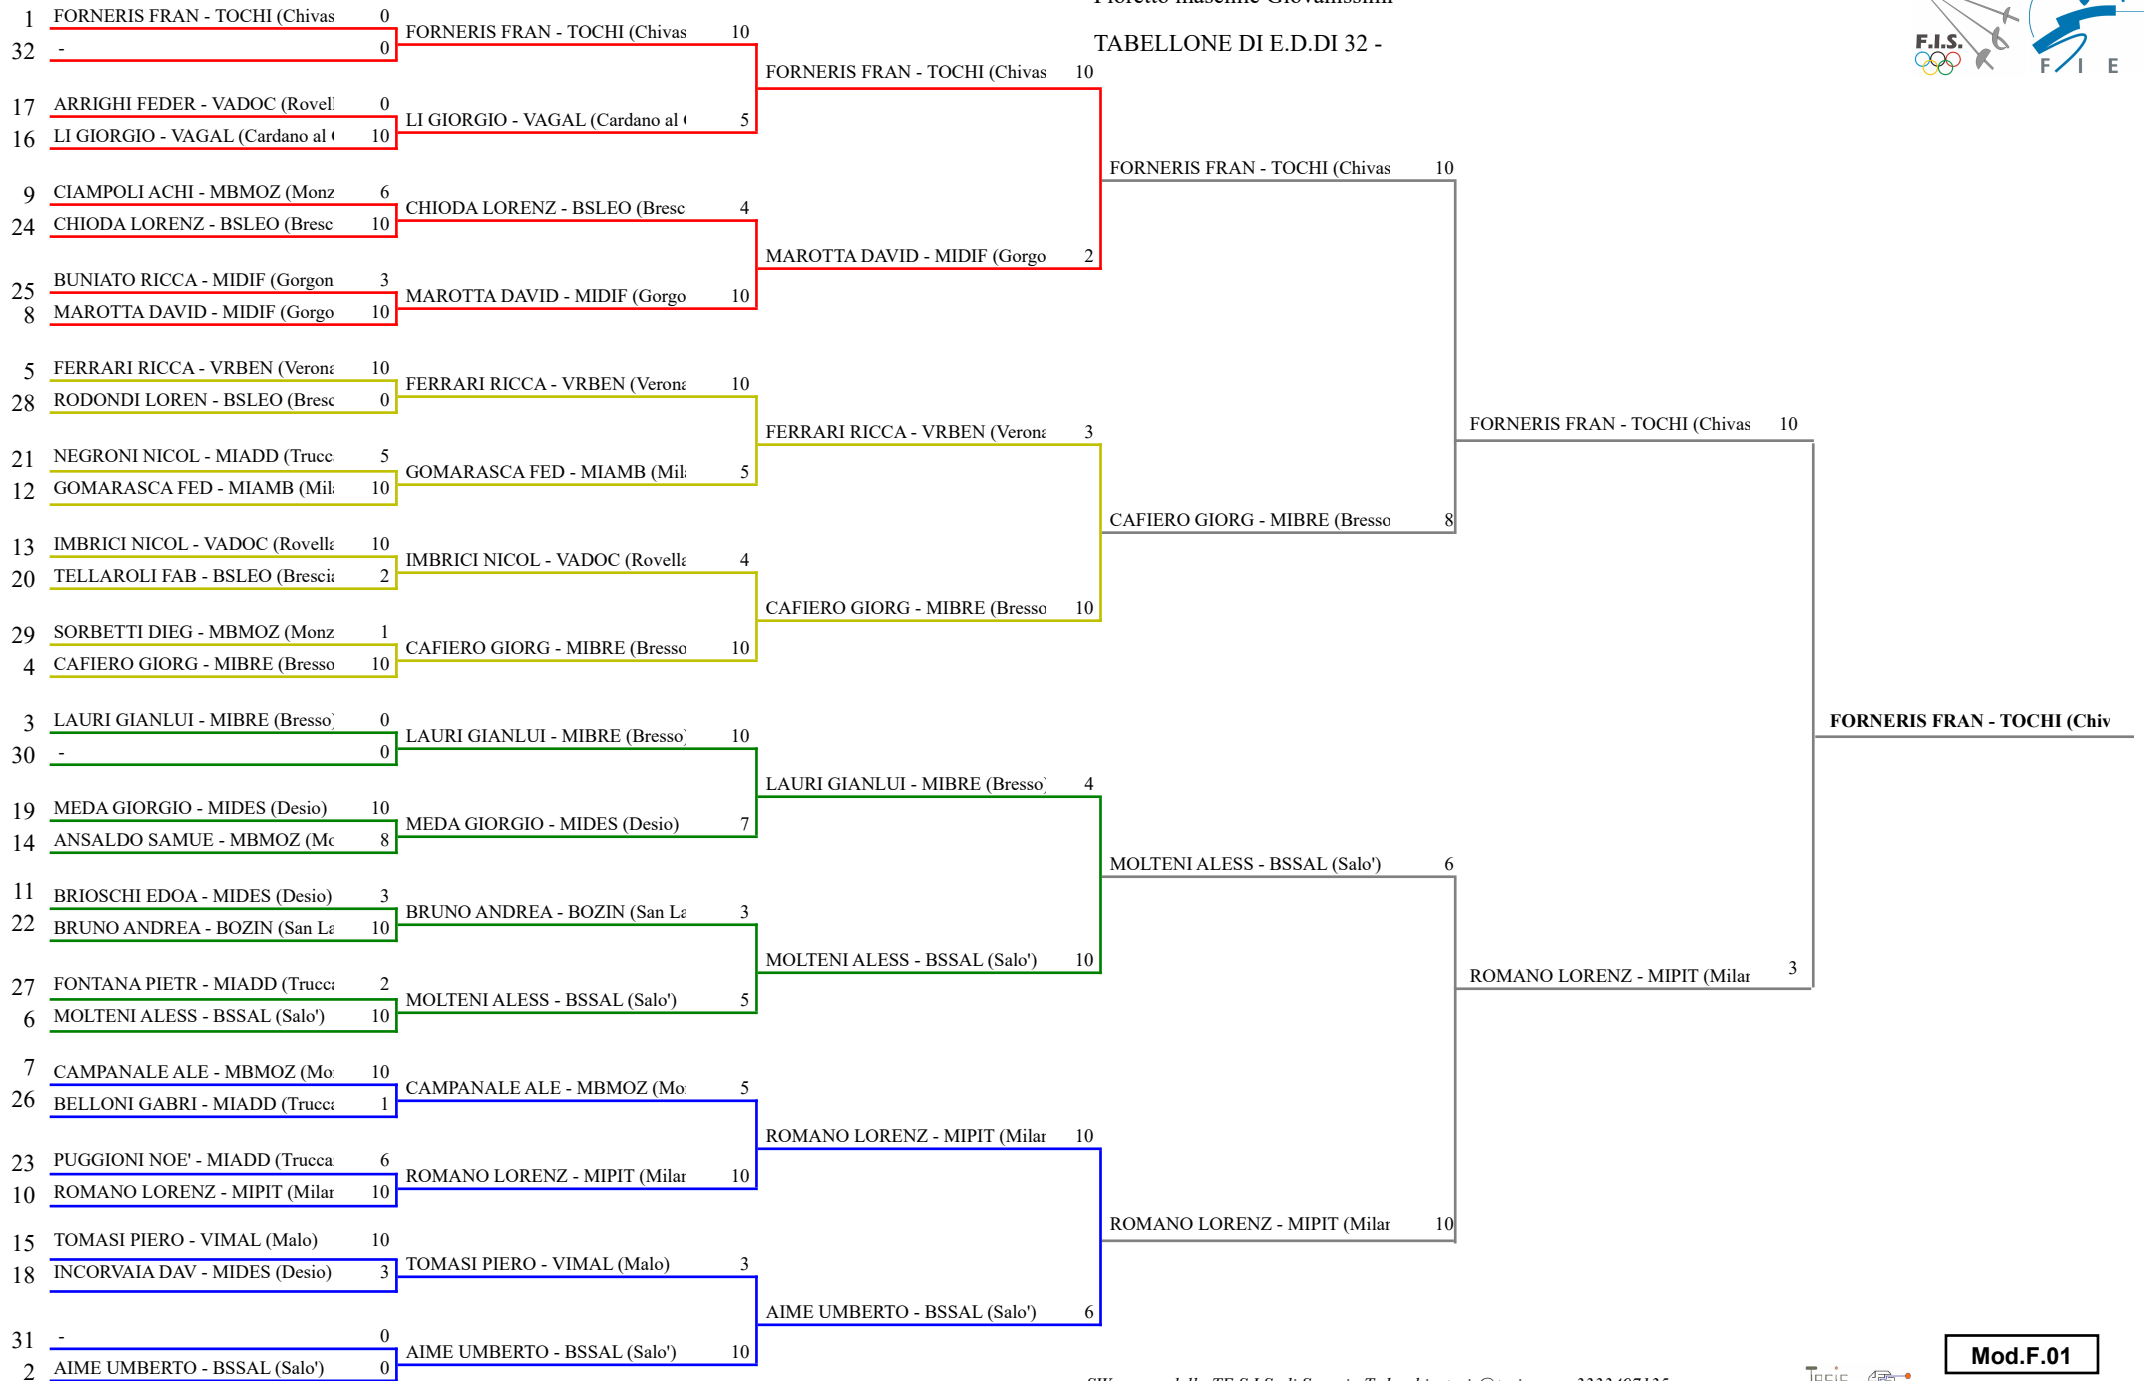 Fioretto maschile Giovanissimi
TABELLONE DI E.D.DI 32 -
F.I.S.
F I E
1 FORNERIS FRAN - TOCHI (Chivas 0
32 - 0
17 ARRIGHI FEDER - VADOC (Rovel 0
16 LI GIORGIO - VAGAL (Cardano al 10
9 CIAMPOLI ACHI - MBMOZ (Monz 6
24 CHIODA LORENZ - BSLEO (Bresc 10
25 BUNIATO RICCA - MIDIF (Gorgon 3
8 MAROTTA DAVID - MIDIF (Gorgo 10
5 FERRARI RICCA - VRBEN (Verona 10
28 RODONDI LOREN - BSLEO (Bresc 0
21 NEGRONI NICOL - MIADD (Trucc 5
12 GOMARASCA FED - MIAMB (Mil 10
13 IMBRICI NICOL - VADOC (Rovella 10
20 TELLAROLI FAB - BSLEO (Brescia 2
29 SORBETTI DIEG - MBMOZ (Monz 1
4 CAFIERO GIORG - MIBRE (Bresso 10
3 LAURI GIANLUI - MIBRE (Bresso) 0
30 - 0
19 MEDA GIORGIO - MIDES (Desio) 10
14 ANSALDO SAMUE - MBMOZ (Mo 8
11 BRIOSCHI EDOA - MIDES (Desio) 3
22 BRUNO ANDREA - BOZIN (San La 10
27 FONTANA PIETR - MIADD (Trucca 2
6 MOLTENI ALESS - BSSAL (Salo') 10
7 CAMPANALE ALE - MBMOZ (Mo 10
26 BELLONI GABRI - MIADD (Trucca 1
23 PUGGIONI NOE' - MIADD (Trucca 6
10 ROMANO LORENZ - MIPIT (Milan 10
15 TOMASI PIERO - VIMAL (Malo) 10
18 INCORVAIA DAV - MIDES (Desio) 3
31 - 0
2 AIME UMBERTO - BSSAL (Salo') 0
FORNERIS FRAN - TOCHI (Chivas 10
LI GIORGIO - VAGAL (Cardano al 5
CHIODA LORENZ - BSLEO (Bresc 4
MAROTTA DAVID - MIDIF (Gorgo 10
FERRARI RICCA - VRBEN (Verona 10
GOMARASCA FED - MIAMB (Mil 5
IMBRICI NICOL - VADOC (Rovella 4
CAFIERO GIORG - MIBRE (Bresso 10
LAURI GIANLUI - MIBRE (Bresso) 10
MEDA GIORGIO - MIDES (Desio) 7
BRUNO ANDREA - BOZIN (San La 3
MOLTENI ALESS - BSSAL (Salo') 5
CAMPANALE ALE - MBMOZ (Mo 5
ROMANO LORENZ - MIPIT (Milan 10
TOMASI PIERO - VIMAL (Malo) 3
AIME UMBERTO - BSSAL (Salo') 10
FORNERIS FRAN - TOCHI (Chivas 10
MAROTTA DAVID - MIDIF (Gorgo 2
FERRARI RICCA - VRBEN (Verona 3
CAFIERO GIORG - MIBRE (Bresso 10
LAURI GIANLUI - MIBRE (Bresso) 4
MOLTENI ALESS - BSSAL (Salo') 10
ROMANO LORENZ - MIPIT (Milan 10
AIME UMBERTO - BSSAL (Salo') 6
FORNERIS FRAN - TOCHI (Chivas 10
CAFIERO GIORG - MIBRE (Bresso 8
MOLTENI ALESS - BSSAL (Salo') 6
ROMANO LORENZ - MIPIT (Milan 10
FORNERIS FRAN - TOCHI (Chivas 10
ROMANO LORENZ - MIPIT (Milan 3
FORNERIS FRAN - TOCHI (Chiv
Mod.F.01